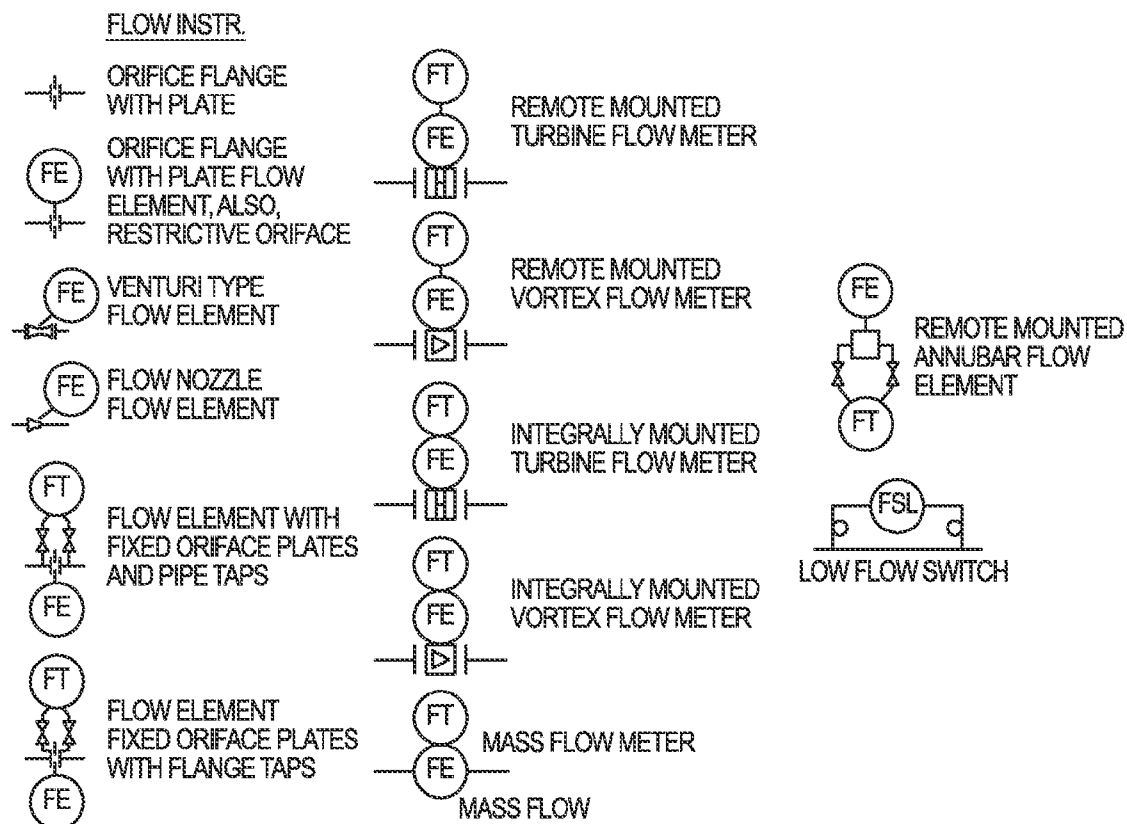 FLOW INSTR.
ORIFICE FLANGE
WITH PLATE
FE
ORIFICE FLANGE
WITH PLATE FLOW
ELEMENT, ALSO,
RESTRICTIVE ORIFACE
FE
VENTURI TYPE
FLOW ELEMENT
FE
FLOW NOZZLE
FLOW ELEMENT
FT
FE
FLOW ELEMENT WITH
FIXED ORIFACE PLATES
AND PIPE TAPS
FT
FE
FLOW ELEMENT
FIXED ORIFACE PLATES
WITH FLANGE TAPS
FT
FE
REMOTE MOUNTED
TURBINE FLOW METER
FT
FE
REMOTE MOUNTED
VORTEX FLOW METER
FT
FE
INTEGRALLY MOUNTED
TURBINE FLOW METER
FT
FE
INTEGRALLY MOUNTED
VORTEX FLOW METER
FT
FE
MASS FLOW METER
MASS FLOW
FE
FT
REMOTE MOUNTED
ANNUBAR FLOW
ELEMENT
FSL
LOW FLOW SWITCH